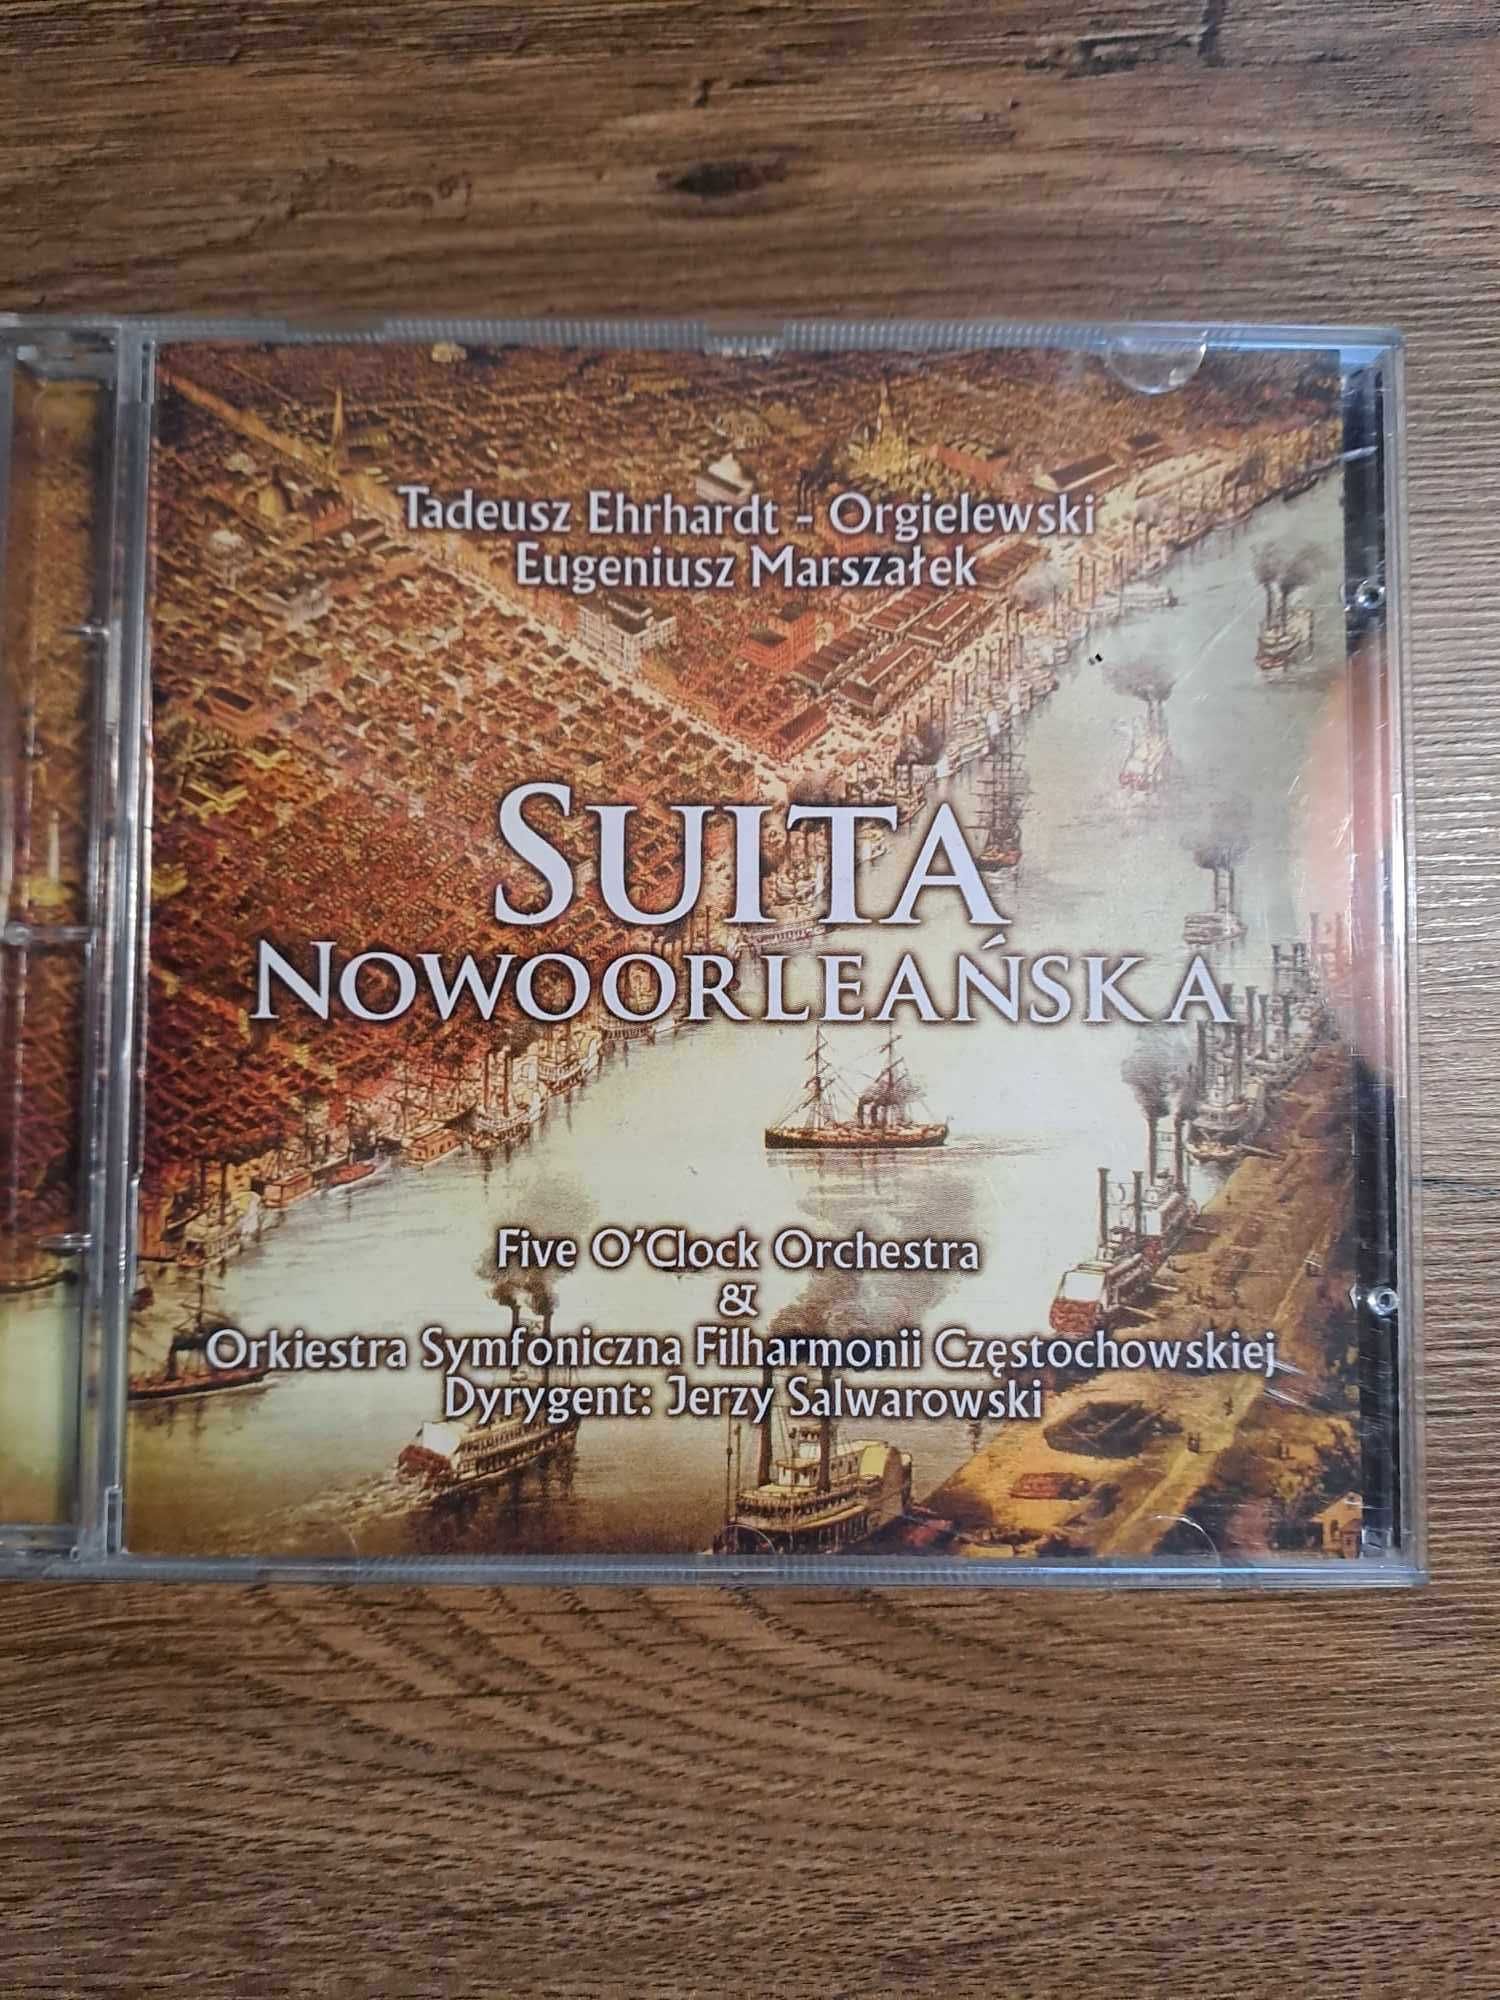 Tadeusz Ehrhardt - Orgielewski
Eugeniusz Marszałek
SUITA
NOWOORLEAŃSKA
Five O'Clock Orchestra
&
Orkiestra Symfoniczna Filharmonii Częstochowskiej
Dyrygent: Jerzy Salwarowski